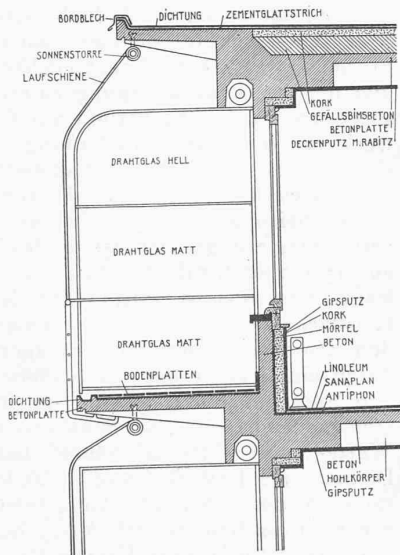 BORDBLECH
DICHTUNG
ZEMENTGLATTSTRICH
SONNENSTORRE
LAUFSCHIENE
KORK
GEFÄLLSBIMSBETON
BETONPLATTE
DECKENPUTZ M.RABITZ
DRAHTGLAS HELL
DRAHTGLAS MATT
DRAHTGLAS MATT
BODENPLATTEN
GIPSPUTZ
KORK
MÖRTEL
BETON
LINOLEUM
SANAPLAN
ANTIPHON
DICHTUNG
BETONPLATTE
BETON
HOHLKÖRPER
GIPSPUTZ